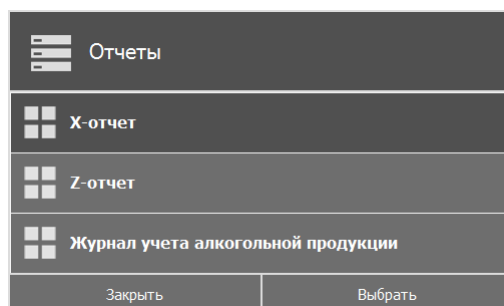 Отчеты
X-отчет
Z-отчет
Журнал учета алкогольной продукции
Закрыть
Выбрать